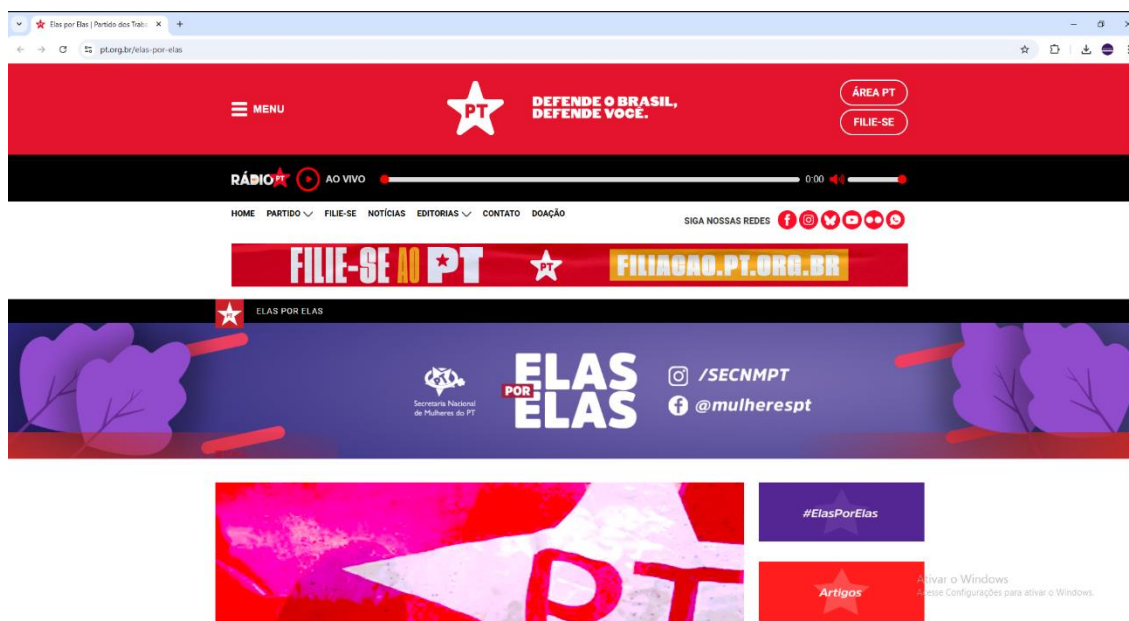 Elas por Elas | Partido dos Trab
pt.org.br/elas-por-elas
MENU
PT
DEFENDE O BRASIL,
DEFENDE VOCÊ.
ÁREA PT
FILIE-SE
RÁDIO PT AO VIVO 0:00
HOME PARTIDO FILIE-SE NOTÍCIAS EDITORIAS CONTATO DOAÇÃO
SIGA NOSSAS REDES
FILIE-SE AO PT PT FILIACAO.PT.ORG.BR
PT ELAS POR ELAS
PT
Secretaria Nacional
de Mulheres do PT
ELAS
POR
ELAS
/SECNMPT
@mulherespt
PT
#ElasPorElas
Artigos
Ativar o Windows
Acesse Configurações para ativar o Windows.